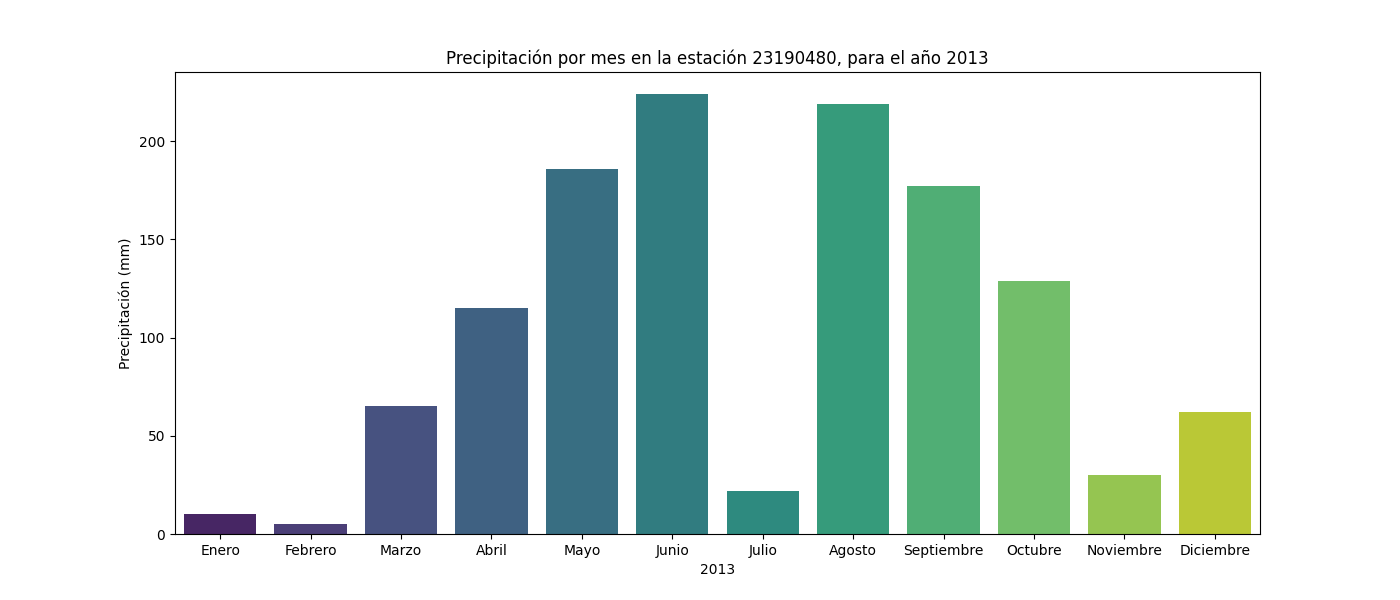 Precipitación por mes en la estación 23190480, para el año 2013
Precipitación (mm)
200
150
100
50
0
Enero Febrero Marzo Abril Mayo Junio Julio Agosto Septiembre Octubre Noviembre Diciembre
2013